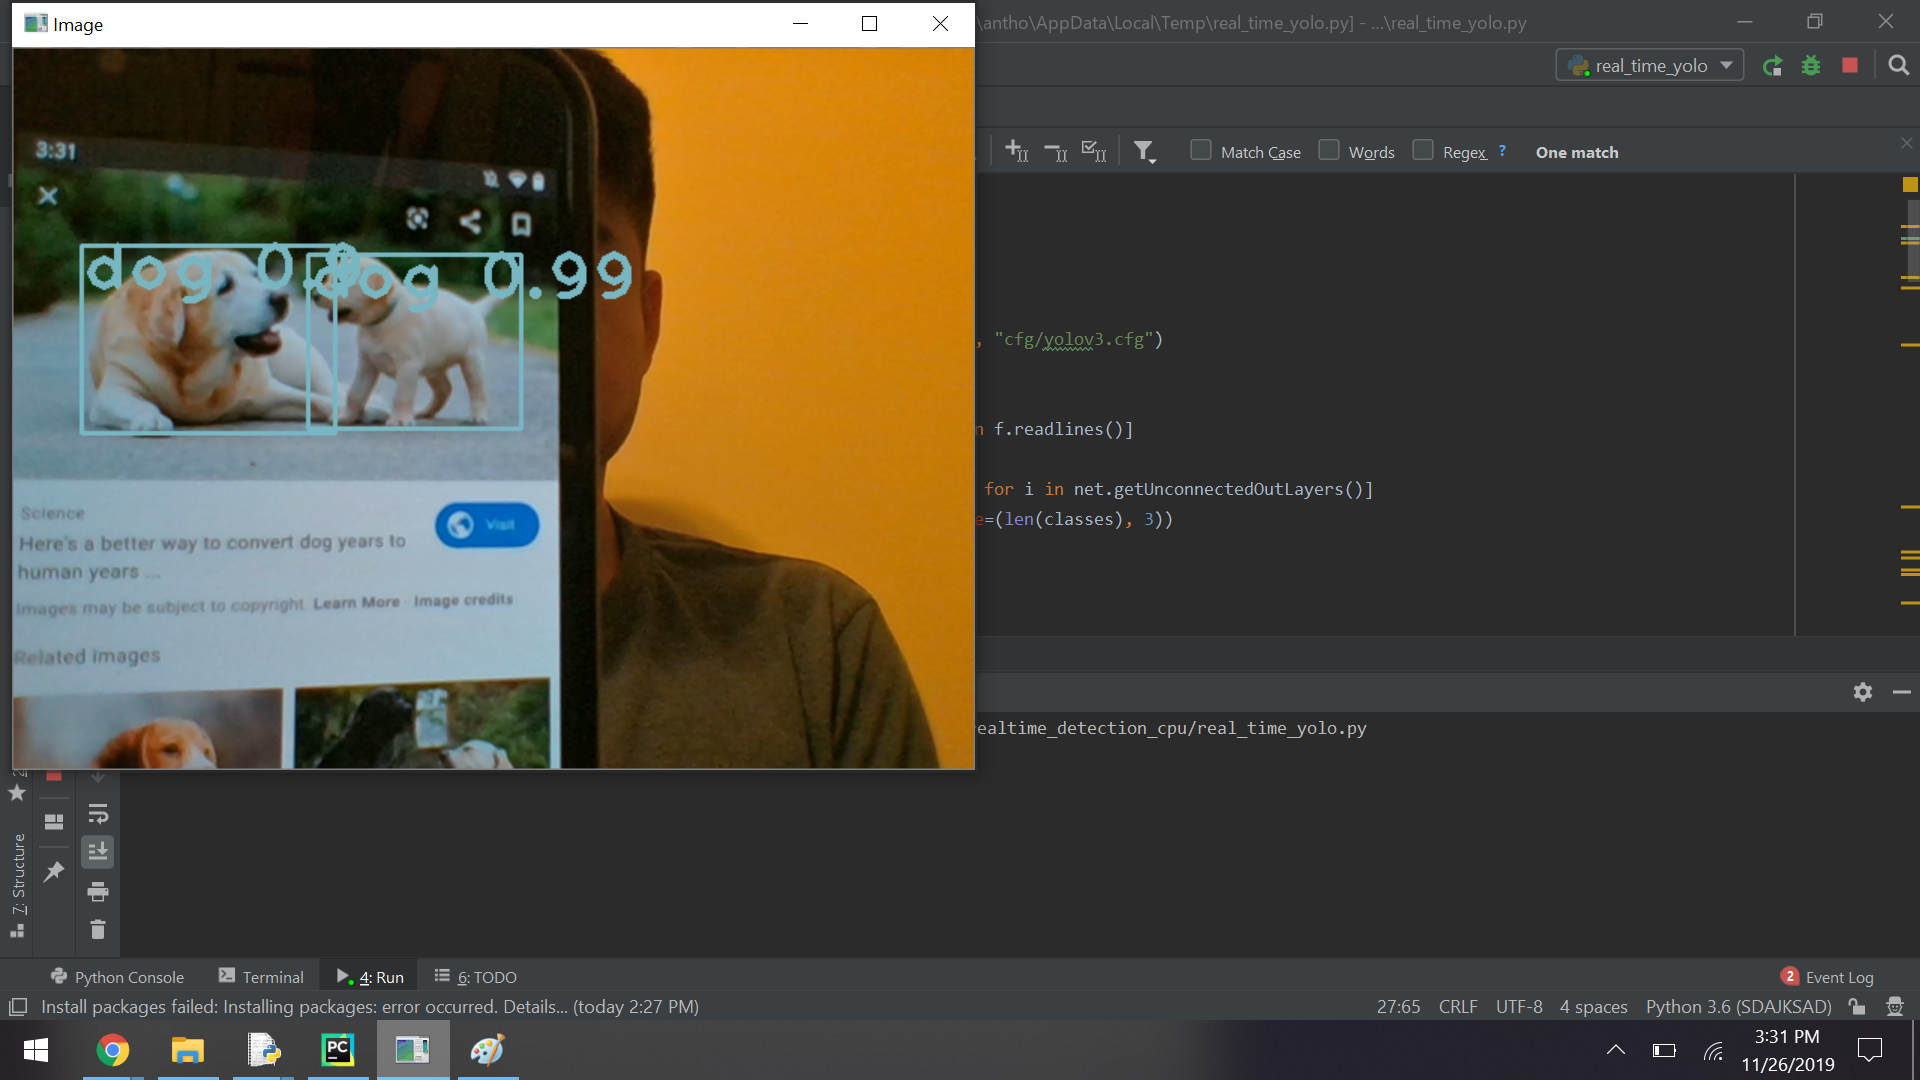 Image
\antho\AppData\Local\Temp\real_time_yolo.py] - ...\real_time_yolo.py
real_time_yolo
Match Case
Words
Regex
?
One match
3:31
dog 0.
dog 0.99
, "cfg/yolov3.cfg")
n f.readlines()]
for i in net.getUnconnectedOutLayers()]
e=(len(classes), 3))
Science
Visit
Here's a better way to convert dog years to
human years ...
Images may be subject to copyright. Learn More - Image credits
Related images
ealtime_detection_cpu/real_time_yolo.py
7: Structure
Python Console
Terminal
4: Run
6: TODO
2 Event Log
Install packages failed: Installing packages: error occurred. Details... (today 2:27 PM)
27:65
CRLF
UTF-8
4 spaces
Python 3.6 (SDAJKSAD)
PC
3:31 PM
11/26/2019